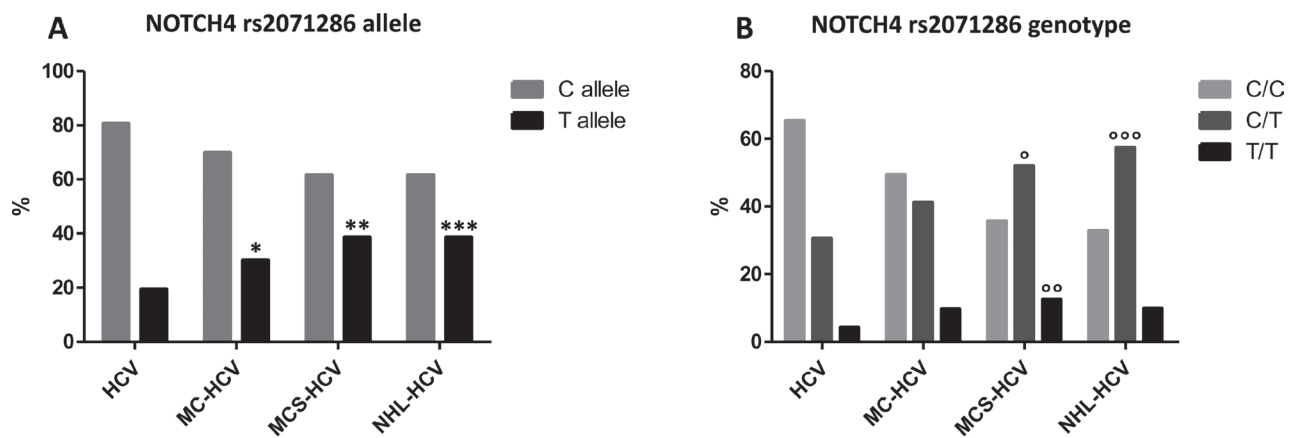 A
NOTCH4 rs2071286 allele
100
80
60
40
20
0
%
C allele
T allele
*
**
***
HCV
MC-HCV
MCS-HCV
NHL-HCV
B
NOTCH4 rs2071286 genotype
80
60
40
20
0
%
C/C
C/T
T/T
°
°°
°°°
HCV
MC-HCV
MCS-HCV
NHL-HCV